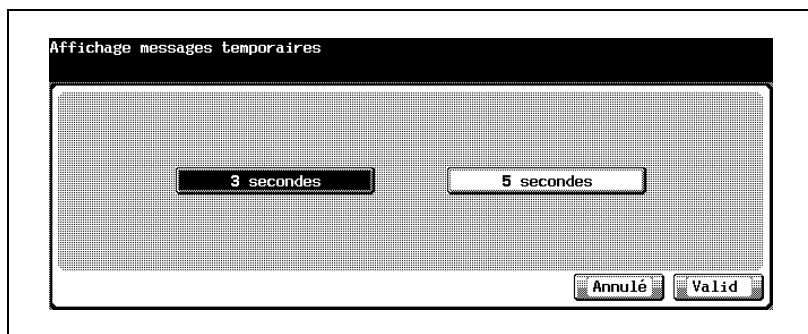 Affichage messages temporaires
3 secondes 5 secondes
Annulé Valid